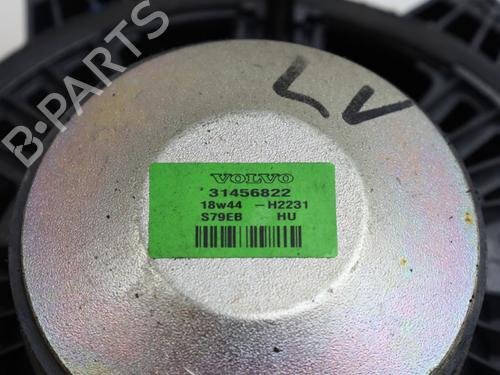 B-PARTS
LV
VOLVO
31456822
18w44 -H2231
S79EB HU